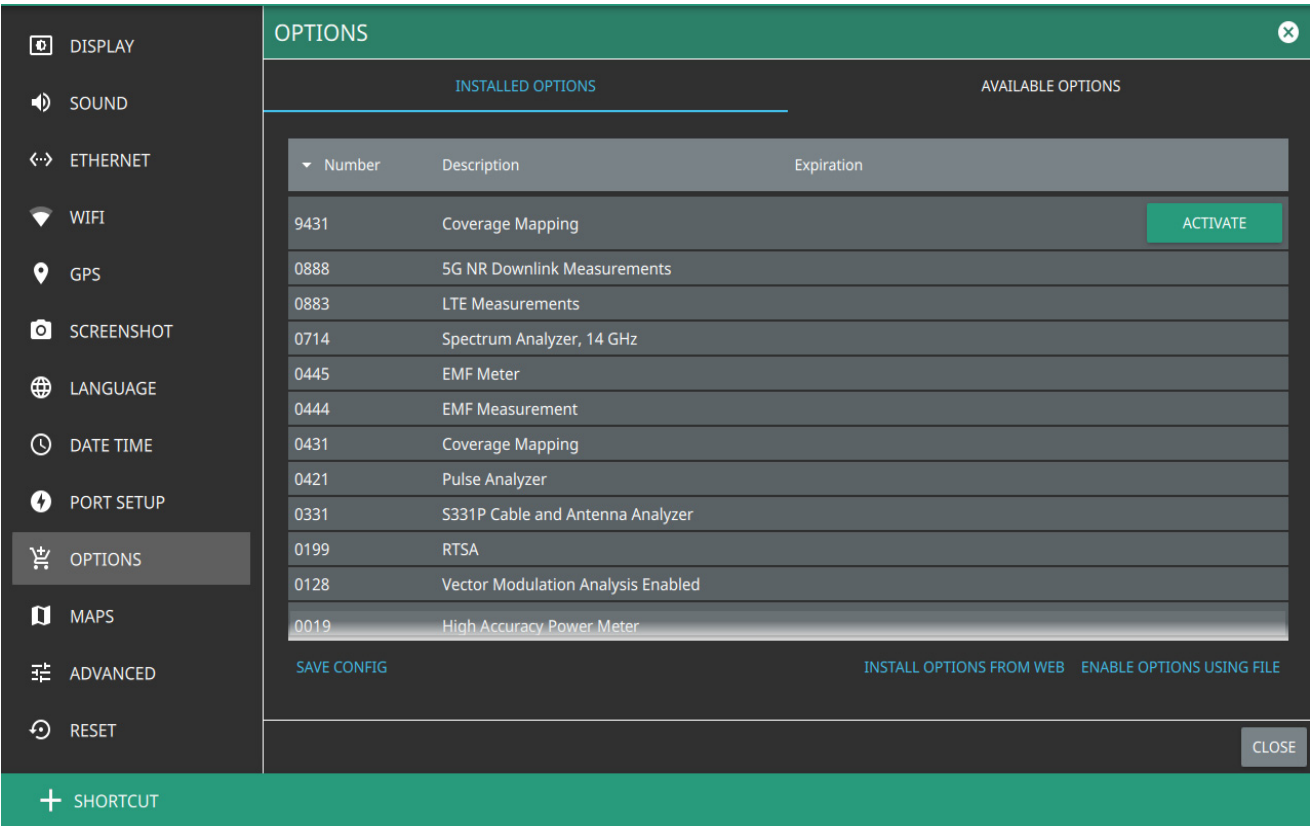 DISPLAY
SOUND
ETHERNET
WIFI
GPS
SCREENSHOT
LANGUAGE
DATE TIME
PORT SETUP
OPTIONS
MAPS
ADVANCED
RESET
OPTIONS
INSTALLED OPTIONS AVAILABLE OPTIONS
Number Description Expiration
9431 Coverage Mapping ACTIVATE
0888 5G NR Downlink Measurements
0883 LTE Measurements
0714 Spectrum Analyzer, 14 GHz
0445 EMF Meter
0444 EMF Measurement
0431 Coverage Mapping
0421 Pulse Analyzer
0331 S331P Cable and Antenna Analyzer
0199 RTSA
0128 Vector Modulation Analysis Enabled
0019 High Accuracy Power Meter
SAVE CONFIG INSTALL OPTIONS FROM WEB ENABLE OPTIONS USING FILE
CLOSE
SHORTCUT